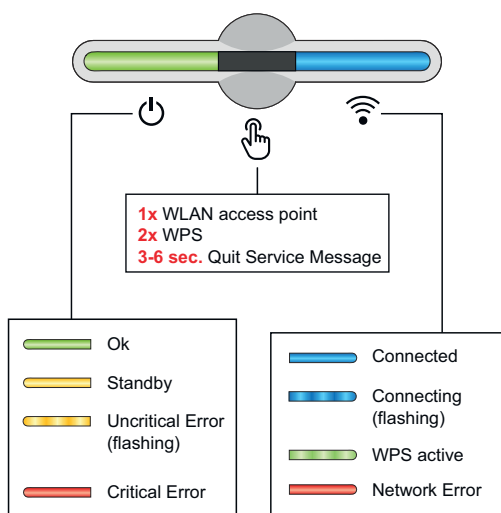 1x WLAN access point
2x WPS
3-6 sec. Quit Service Message
Ok
Standby
Uncritical Error
(flashing)
Critical Error
Connected
Connecting
(flashing)
WPS active
Network Error